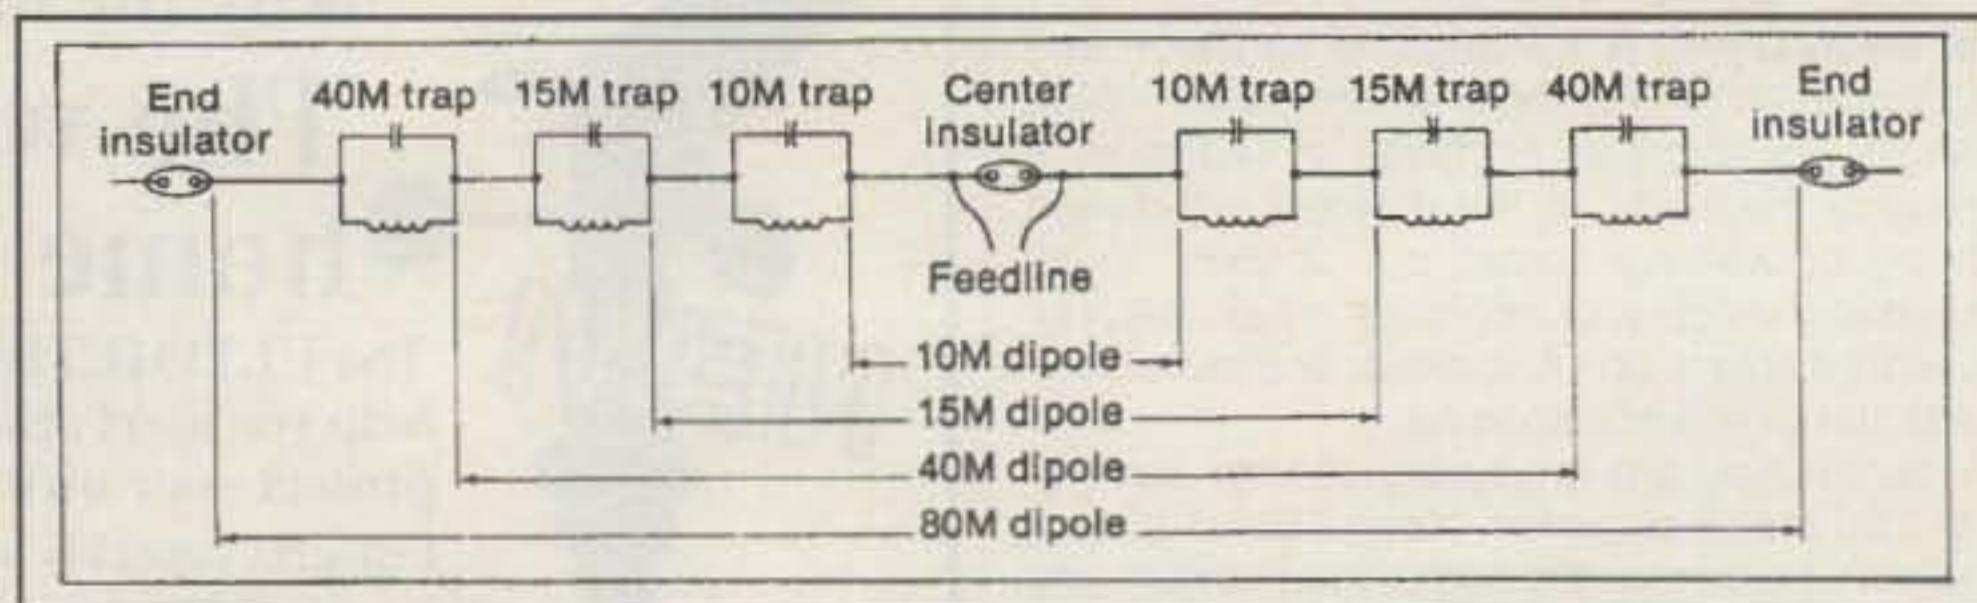 End insulator
40M trap
15M trap
10M trap
Center insulator
10M trap
15M trap
40M trap
End insulator
Feedline
10M dipole
15M dipole
40M dipole
80M dipole